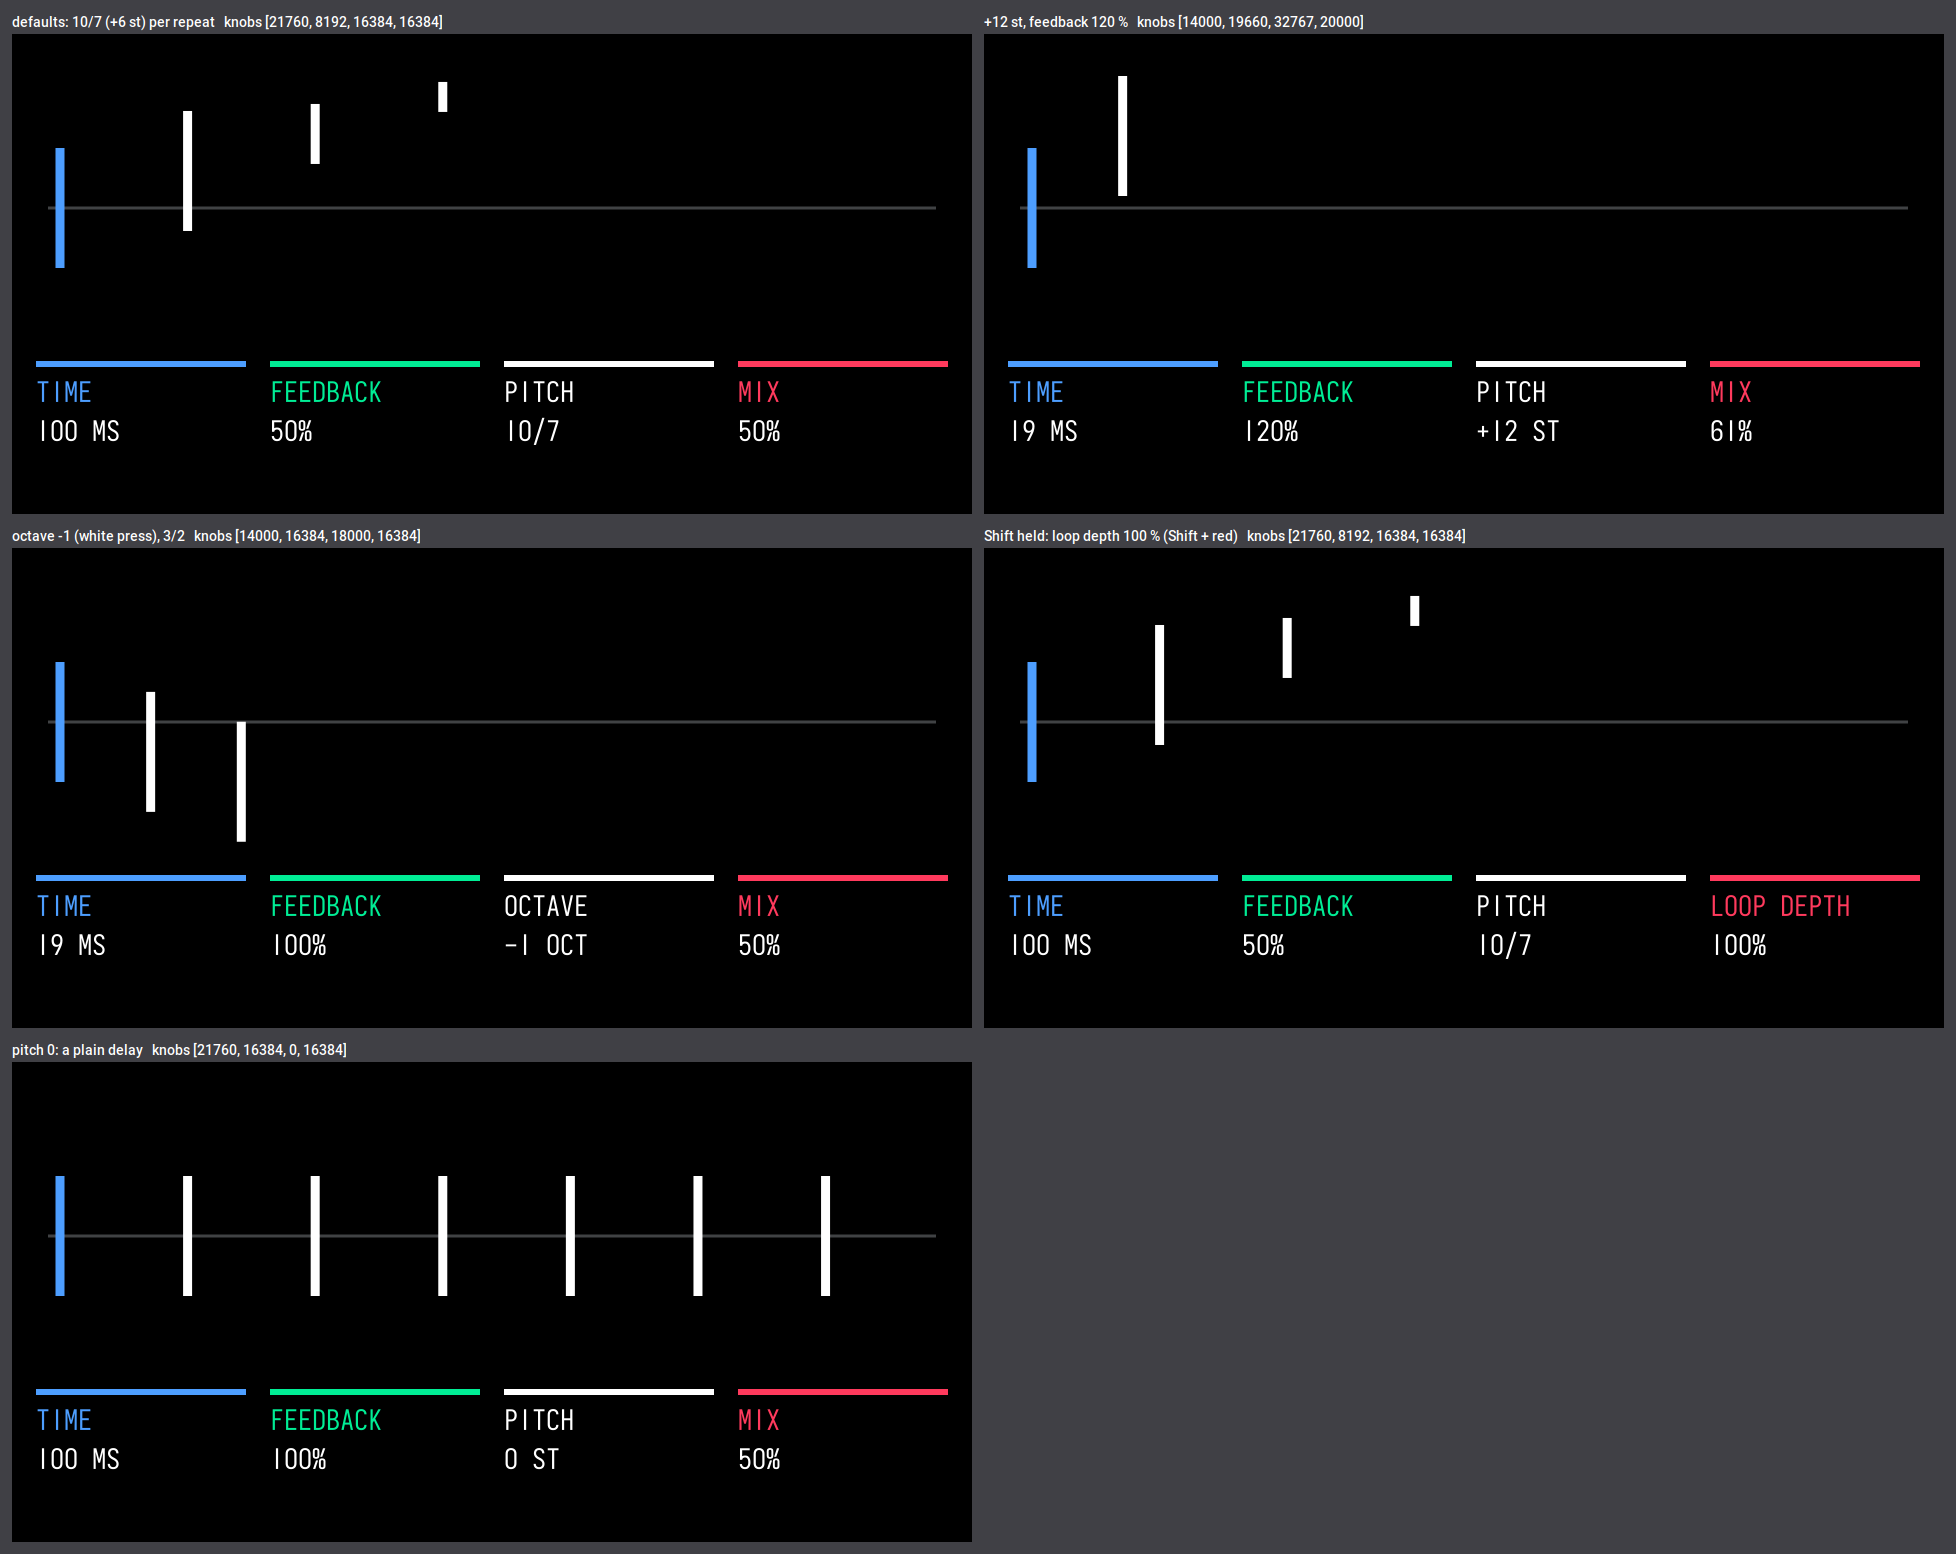 defaults: 10/7 (+6 st) per repeat   knobs [21760, 8192, 16384, 16384]
TIME FEEDBACK PITCH MIX
100 MS 50% 10/7 50%
+12 st, feedback 120 %   knobs [14000, 19660, 32767, 20000]
TIME FEEDBACK PITCH MIX
19 MS 120% +12 ST 61%
octave -1 (white press), 3/2   knobs [14000, 16384, 18000, 16384]
TIME FEEDBACK OCTAVE MIX
19 MS 100% -1 OCT 50%
Shift held: loop depth 100 % (Shift + red)   knobs [21760, 8192, 16384, 16384]
TIME FEEDBACK PITCH LOOP DEPTH
100 MS 50% 10/7 100%
pitch 0: a plain delay   knobs [21760, 16384, 0, 16384]
TIME FEEDBACK PITCH MIX
100 MS 100% 0 ST 50%